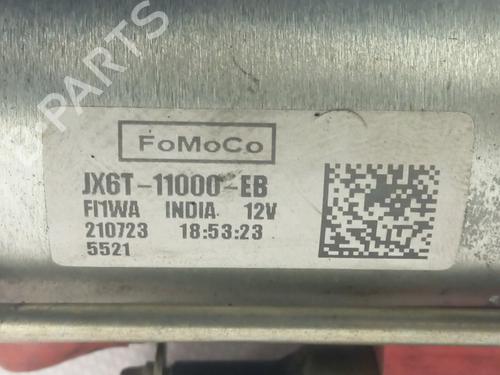 B-PARTS
FoMoCo
JX6T-11000-EB
FI1WA INDIA 12V
210723 18:53:23
5521